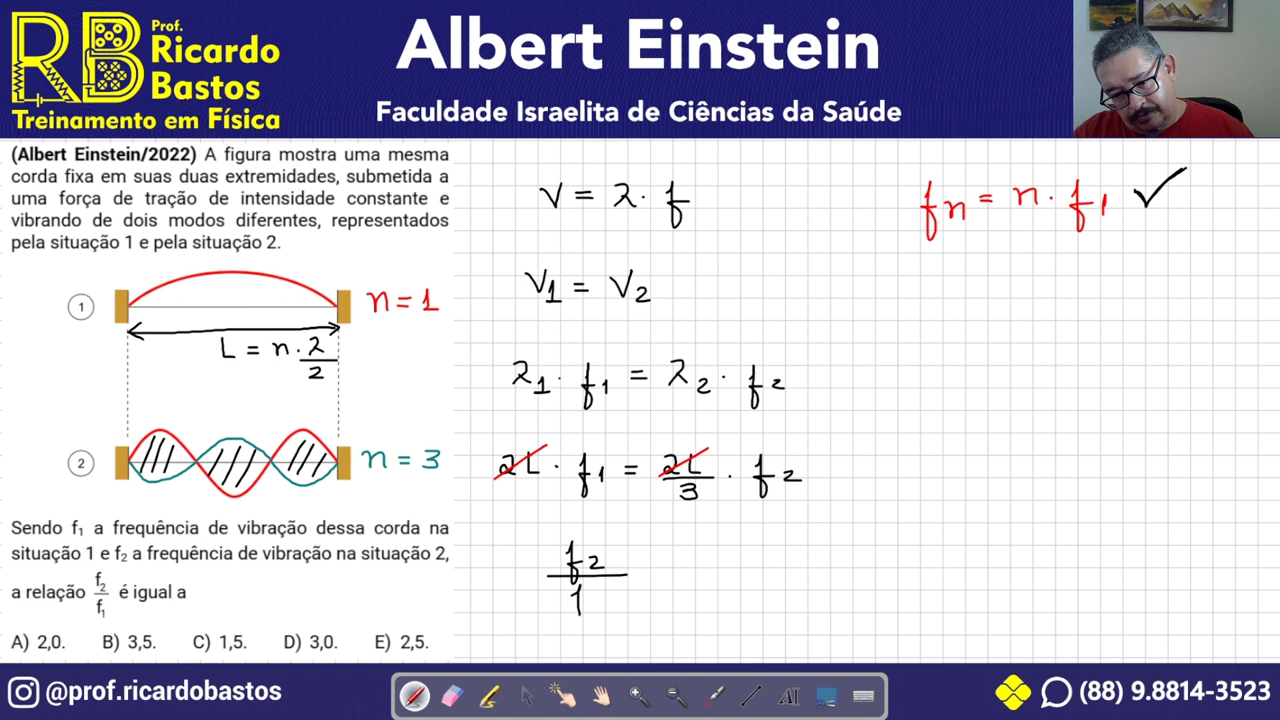 Prof.
RB Ricardo
Bastos
Treinamento em Física
Albert Einstein
Faculdade Israelita de Ciências da Saúde
(Albert Einstein/2022) A figura mostra uma mesma
corda fixa em suas duas extremidades, submetida a
uma força de tração de intensidade constante e
vibrando de dois modos diferentes, representados
pela situação 1 e pela situação 2.
1
n = 1
L = n · λ/2
2
n = 3
Sendo f₁ a frequência de vibração dessa corda na
situação 1 e f₂ a frequência de vibração na situação 2,
a relação f₂/f₁ é igual a
A) 2,0. B) 3,5. C) 1,5. D) 3,0. E) 2,5.
V = λ · f
V₁ = V₂
λ₁ · f₁ = λ₂ · f₂
2L · f₁ = 2L/3 · f₂
f₂
fn = n · f₁ ✓
@prof.ricardobastos
AI
(88) 9.8814-3523